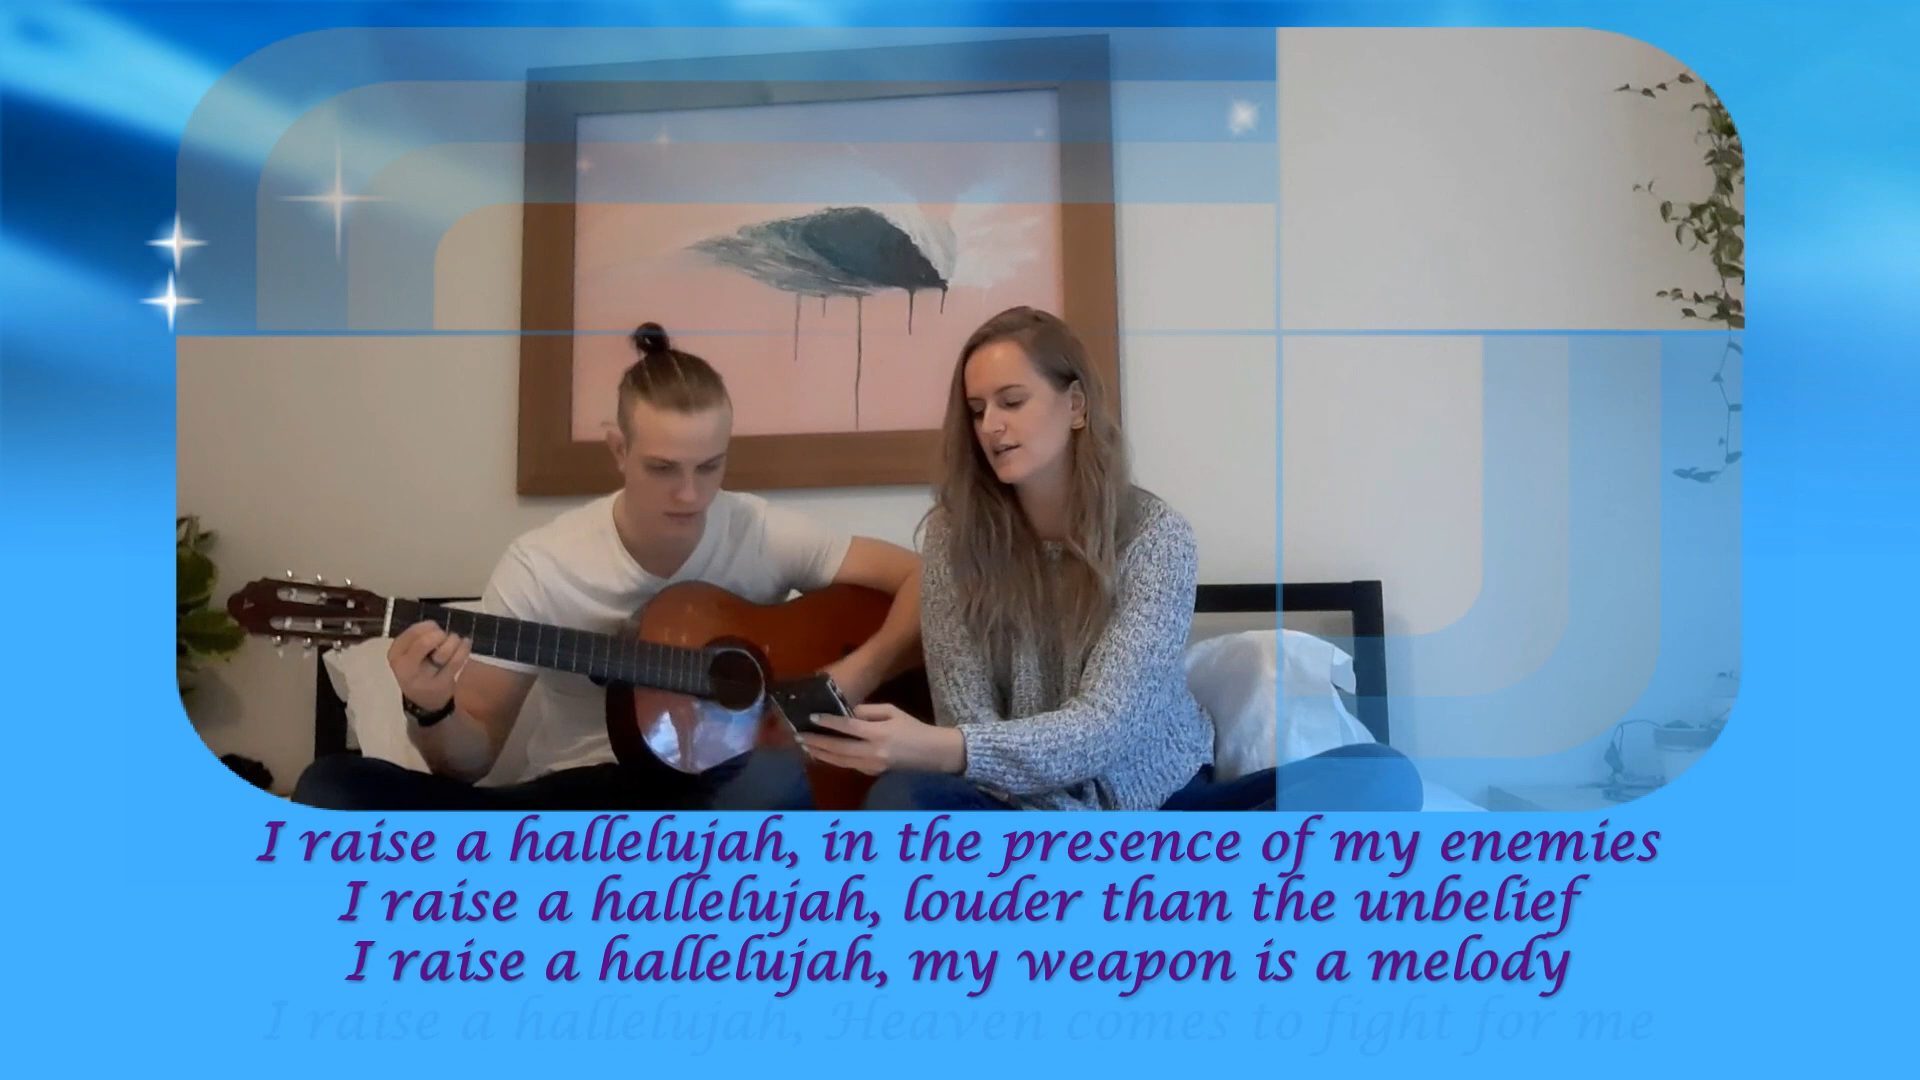 I raise a hallelujah, in the presence of my enemies
I raise a hallelujah, louder than the unbelief
I raise a hallelujah, my weapon is a melody
I raise a hallelujah, Heaven comes to fight for me